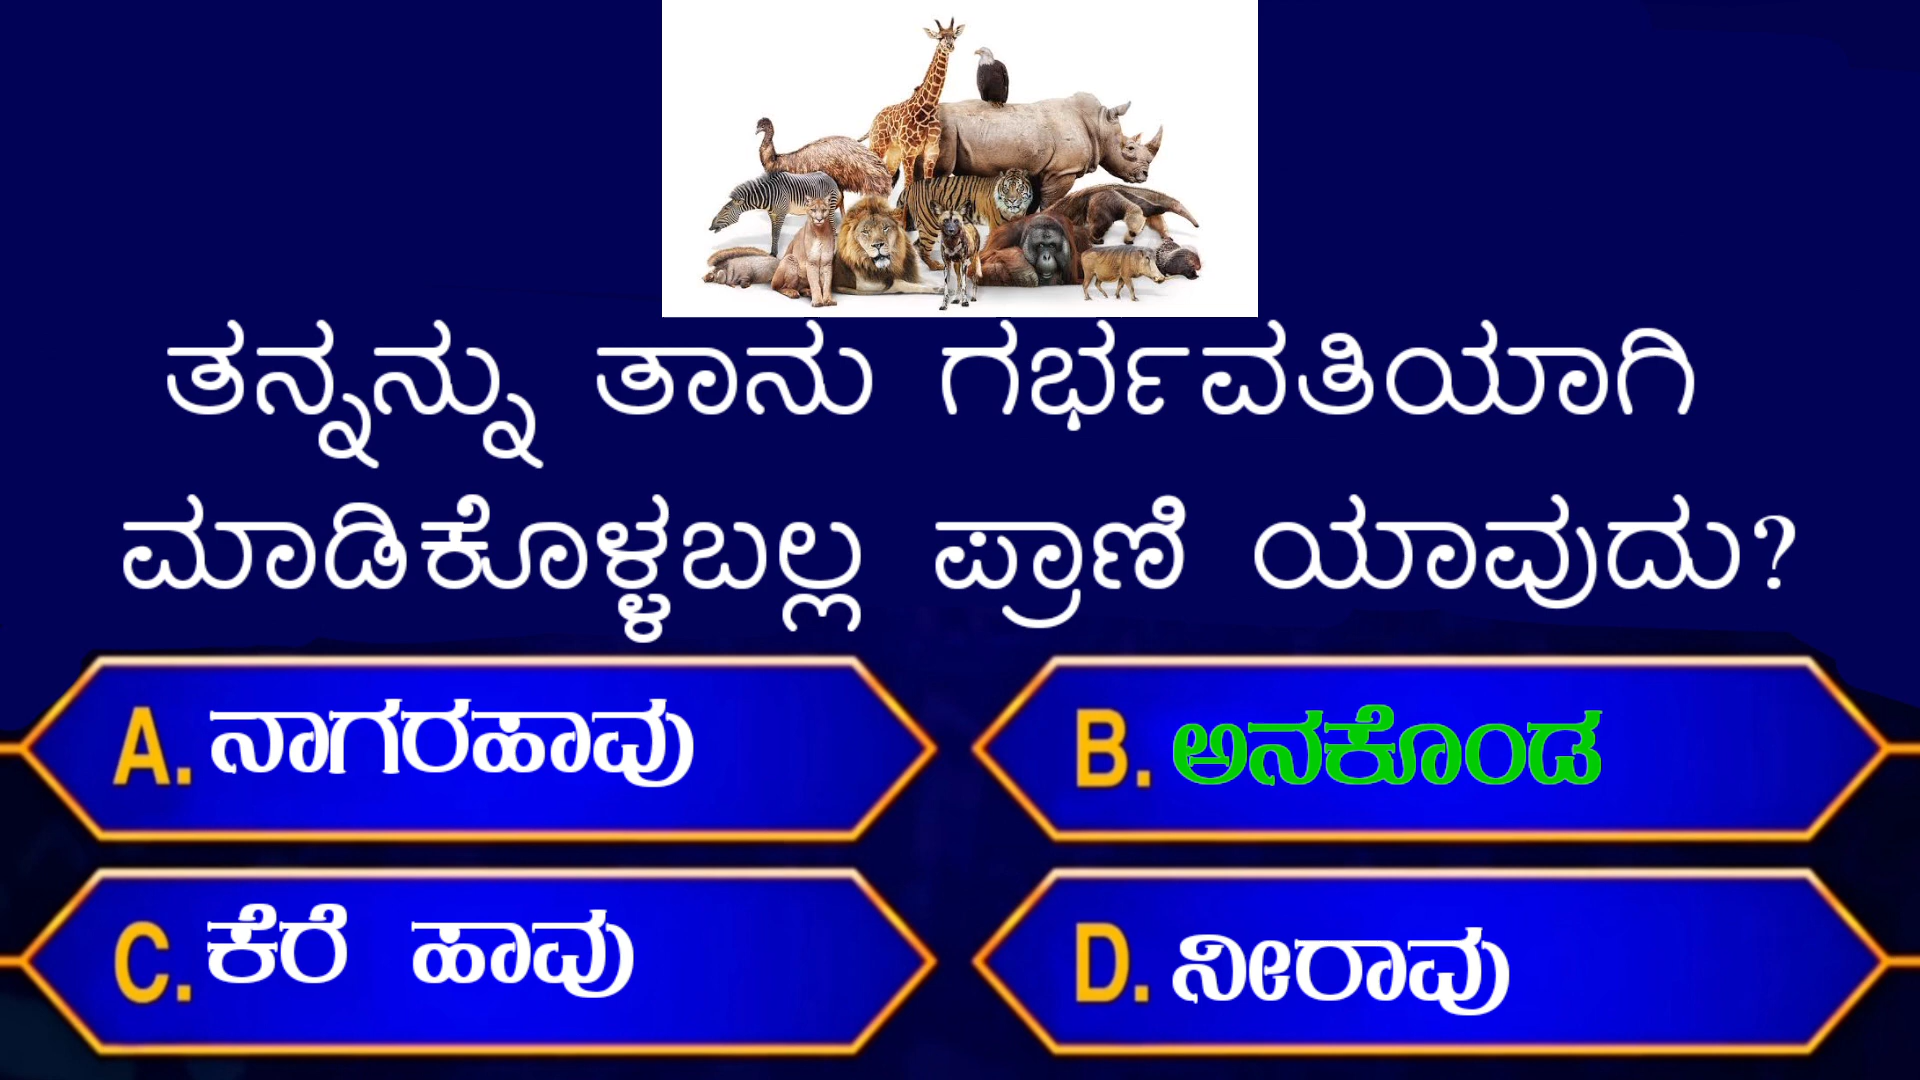 ತನ್ನನ್ನು ತಾನು ಗರ್ಭವತಿಯಾಗಿ
ಮಾಡಿಕೊಳ್ಳಬಲ್ಲ ಪ್ರಾಣಿ ಯಾವುದು?
A. ನಾಗರಹಾವು
B. ಅನಕೊಂಡ
C. ಕೆರೆ ಹಾವು
D. ನೀರಾವು